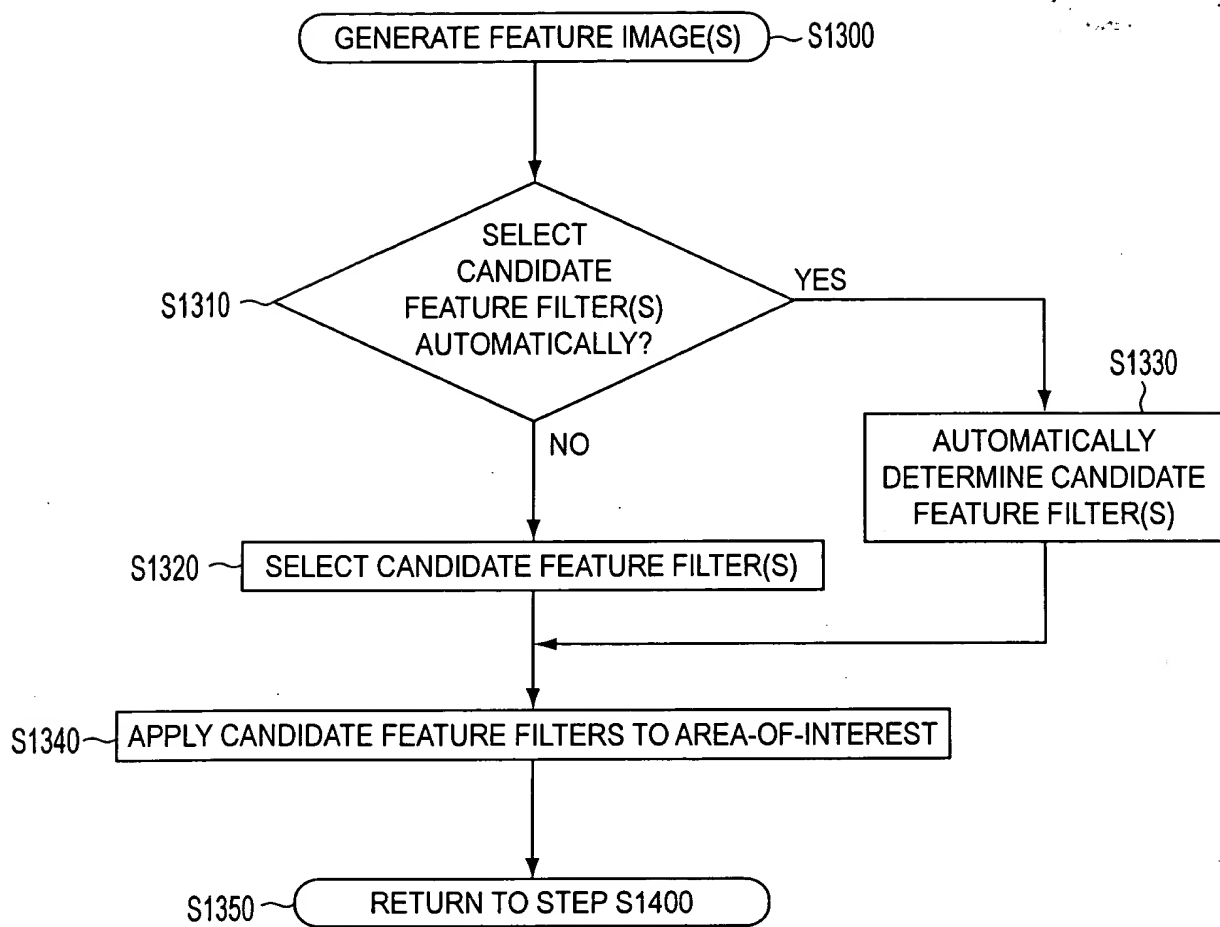 GENERATE FEATURE IMAGE(S)
S1300
SELECT
CANDIDATE
FEATURE FILTER(S)
AUTOMATICALLY?
S1310
YES
NO
S1330
AUTOMATICALLY
DETERMINE CANDIDATE
FEATURE FILTER(S)
S1320
SELECT CANDIDATE FEATURE FILTER(S)
S1340
APPLY CANDIDATE FEATURE FILTERS TO AREA-OF-INTEREST
S1350
RETURN TO STEP S1400